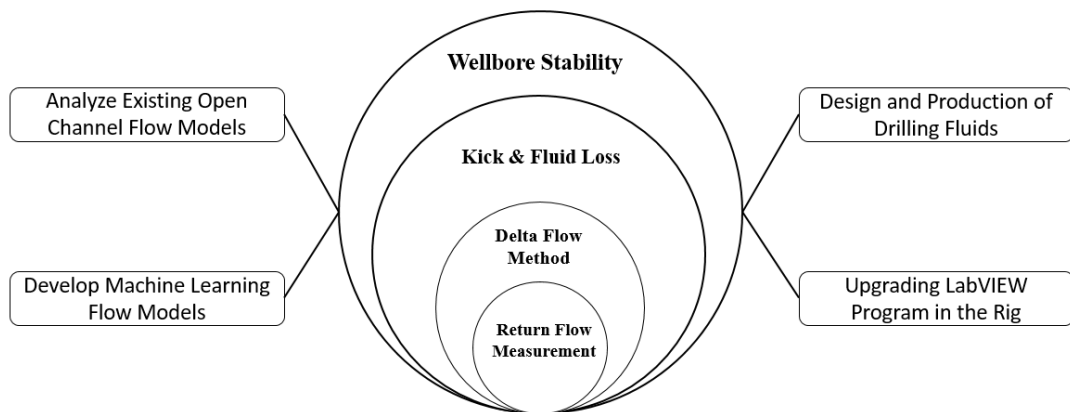 Wellbore Stability
Analyze Existing Open
Channel Flow Models
Design and Production of
Drilling Fluids
Kick & Fluid Loss
Delta Flow
Method
Develop Machine Learning
Flow Models
Upgrading LabVIEW
Program in the Rig
Return Flow
Measurement